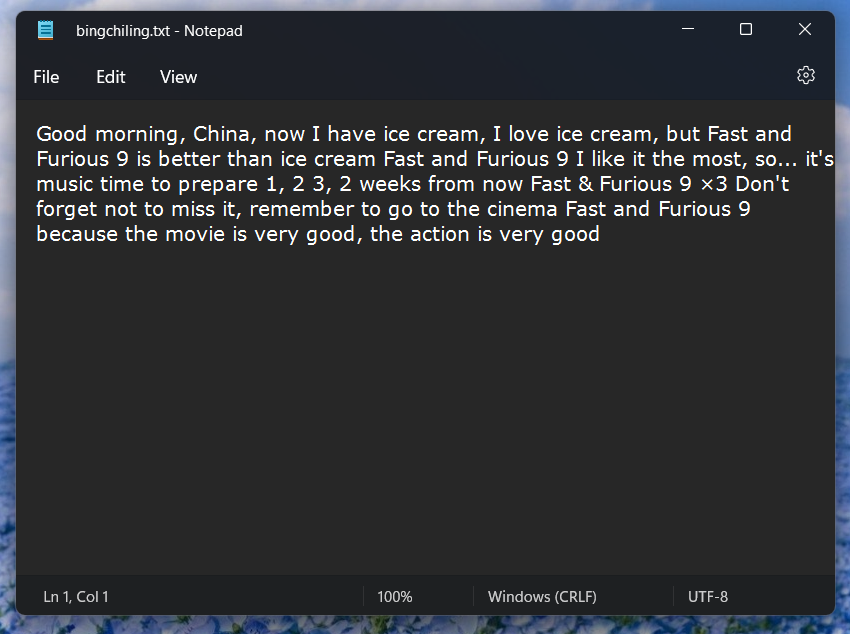 bingchiling.txt - Notepad
File Edit View
Good morning, China, now I have ice cream, I love ice cream, but Fast and
Furious 9 is better than ice cream Fast and Furious 9 I like it the most, so... it's
music time to prepare 1, 2 3, 2 weeks from now Fast & Furious 9 ×3 Don't
forget not to miss it, remember to go to the cinema Fast and Furious 9
because the movie is very good, the action is very good
Ln 1, Col 1 100% Windows (CRLF) UTF-8